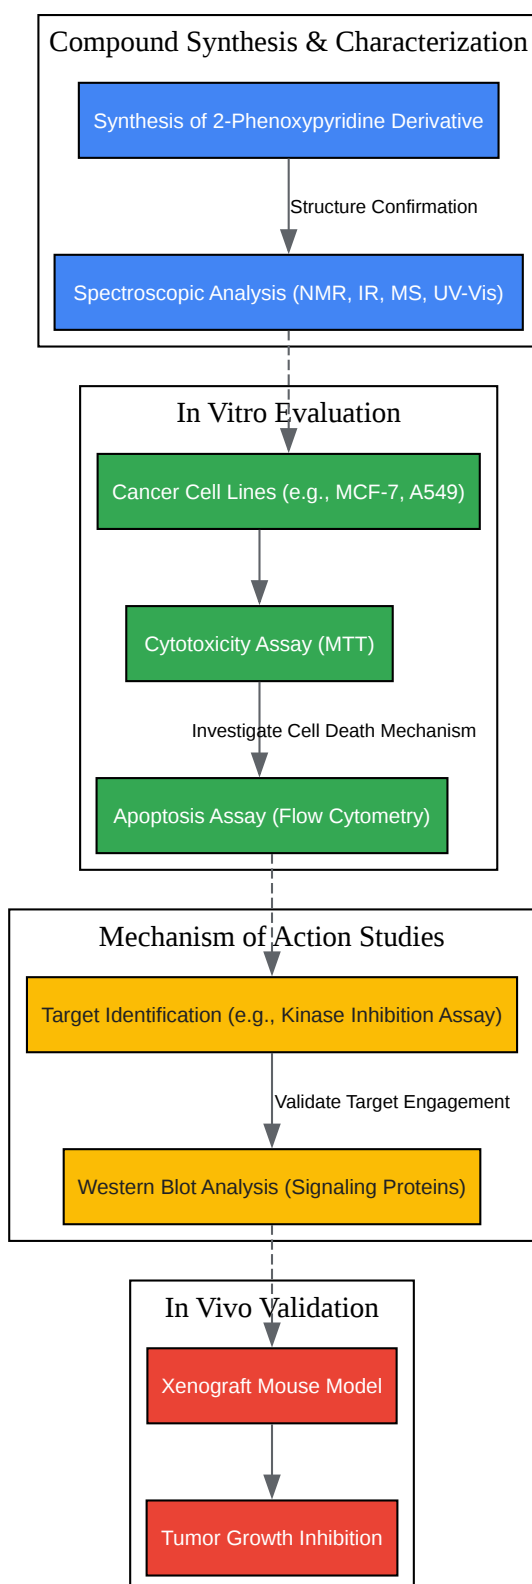 Compound Synthesis & Characterization
Synthesis of 2-Phenoxypyridine Derivative
Structure Confirmation
Spectroscopic Analysis (NMR, IR, MS, UV-Vis)
In Vitro Evaluation
Cancer Cell Lines (e.g., MCF-7, A549)
Cytotoxicity Assay (MTT)
Investigate Cell Death Mechanism
Apoptosis Assay (Flow Cytometry)
Mechanism of Action Studies
Target Identification (e.g., Kinase Inhibition Assay)
Validate Target Engagement
Western Blot Analysis (Signaling Proteins)
In Vivo Validation
Xenograft Mouse Model
Tumor Growth Inhibition